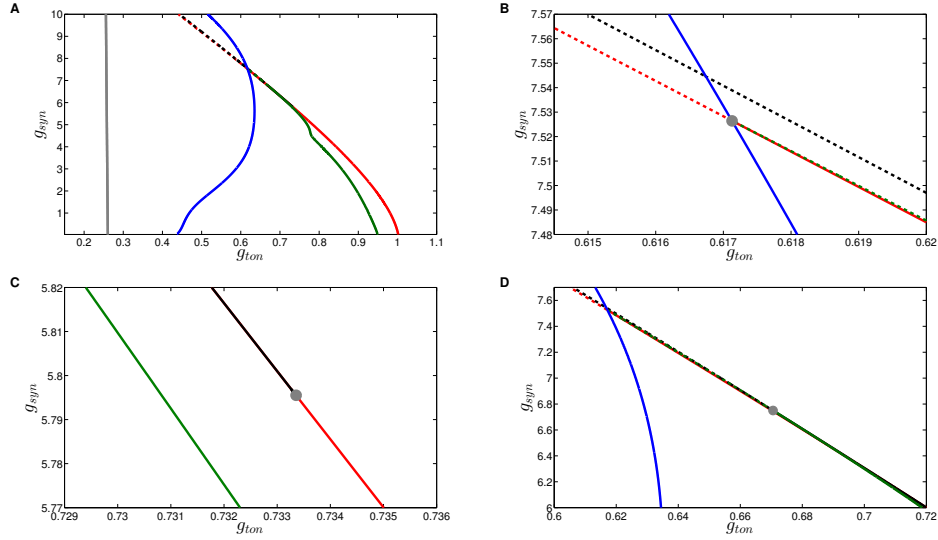 A
10
9
8
7
6
5
4
3
2
1
g_syn
0.2 0.3 0.4 0.5 0.6 0.7 0.8 0.9 1 1.1
g_ton
B
7.57
7.56
7.55
7.54
7.53
7.52
7.51
7.5
7.49
7.48
g_syn
0.615 0.616 0.617 0.618 0.619 0.62
g_ton
C
5.82
5.81
5.8
5.79
5.78
5.77
g_syn
0.729 0.73 0.731 0.732 0.733 0.734 0.735 0.736
g_ton
D
7.6
7.4
7.2
7
6.8
6.6
6.4
6.2
6
g_syn
0.6 0.62 0.64 0.66 0.68 0.7 0.72
g_ton